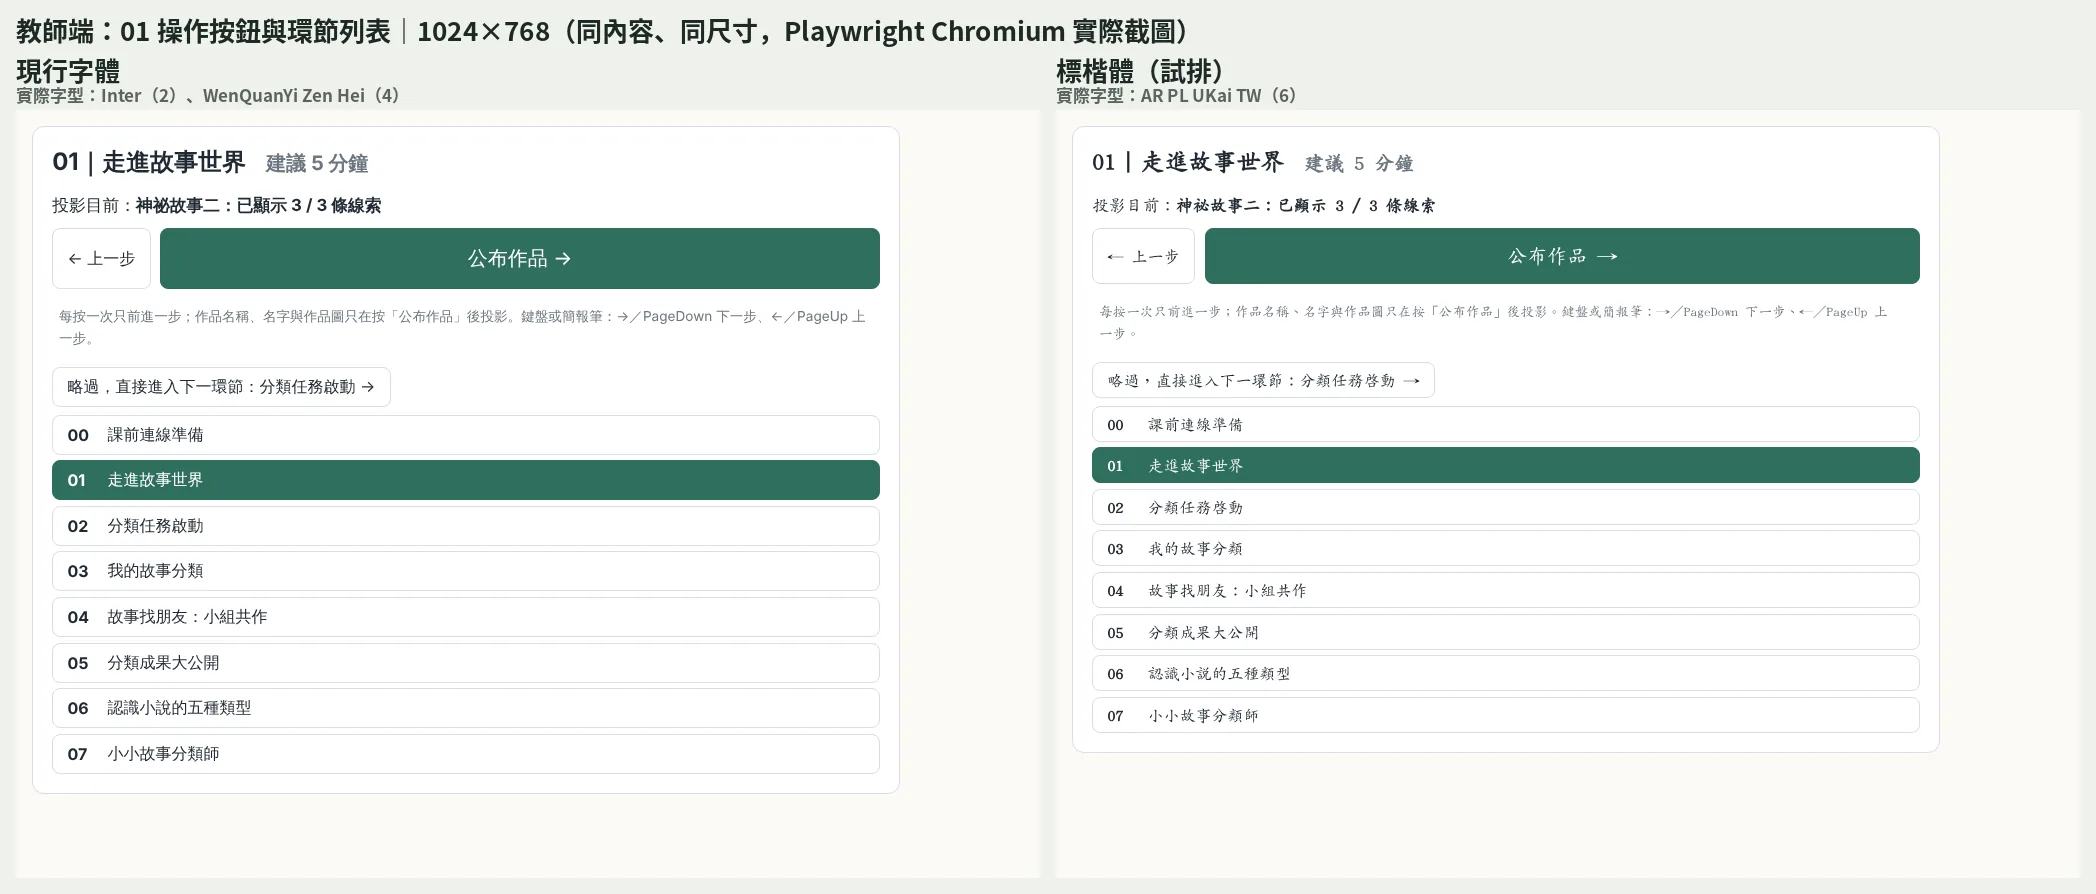 教師端：01 操作按鈕與環節列表｜1024×768（同內容、同尺寸，Playwright Chromium 實際截圖）
現行字體
實際字型：Inter（2）、WenQuanYi Zen Hei（4）
01｜走進故事世界 建議 5 分鐘
投影目前：神祕故事二：已顯示 3 / 3 條線索
← 上一步
公布作品 →
每按一次只前進一步；作品名稱、名字與作品圖只在按「公布作品」後投影。鍵盤或簡報筆：→／PageDown 下一步、←／PageUp 上
一步。
略過，直接進入下一環節：分類任務啟動 →
00 課前連線準備
01 走進故事世界
02 分類任務啟動
03 我的故事分類
04 故事找朋友：小組共作
05 分類成果大公開
06 認識小說的五種類型
07 小小故事分類師
標楷體（試排）
實際字型：AR PL UKai TW（6）
01｜走進故事世界 建議 5 分鐘
投影目前：神祕故事二：已顯示 3 / 3 條線索
← 上一步
公布作品 →
每按一次只前進一步；作品名稱、名字與作品圖只在按「公布作品」後投影。鍵盤或簡報筆：→／PageDown 下一步、←／PageUp 上
一步。
略過，直接進入下一環節：分類任務啟動 →
00 課前連線準備
01 走進故事世界
02 分類任務啟動
03 我的故事分類
04 故事找朋友：小組共作
05 分類成果大公開
06 認識小說的五種類型
07 小小故事分類師